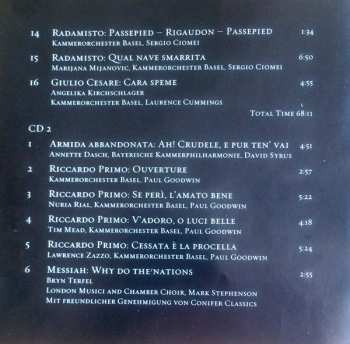 14 Radamisto: Passepied – Rigaudon – Passepied 1:34
Kammerorchester Basel, Sergio Ciomei
15 Radamisto: Qual nave smarrita 6:50
Marijana Mijanovic, Kammerorchester Basel, Sergio Ciomei
16 Giulio Cesare: Cara speme 4:55
Angelika Kirchschlager
Kammerorchester Basel, Laurence Cummings
Total Time 68:11
CD 2
1 Armida abbandonata: Ah! Crudele, e pur ten' vai 4:51
Annette Dasch, Bayerische Kammerphilharmonie, David Syrus
2 Riccardo Primo: Ouverture 2:57
Kammerorchester Basel, Paul Goodwin
3 Riccardo Primo: Se perì, l'amato bene 5:22
Nuria Rial, Kammerorchester Basel, Paul Goodwin
4 Riccardo Primo: V'adoro, o luci belle 4:18
Tim Mead, Kammerorchester Basel, Paul Goodwin
5 Riccardo Primo: Cessata è la procella 5:24
Lawrence Zazzo, Kammerorchester Basel, Paul Goodwin
6 Messiah: Why do the nations 2:55
Bryn Terfel
London Musici and Chamber Choir, Mark Stephenson
Mit freundlicher Genehmigung von Conifer Classics